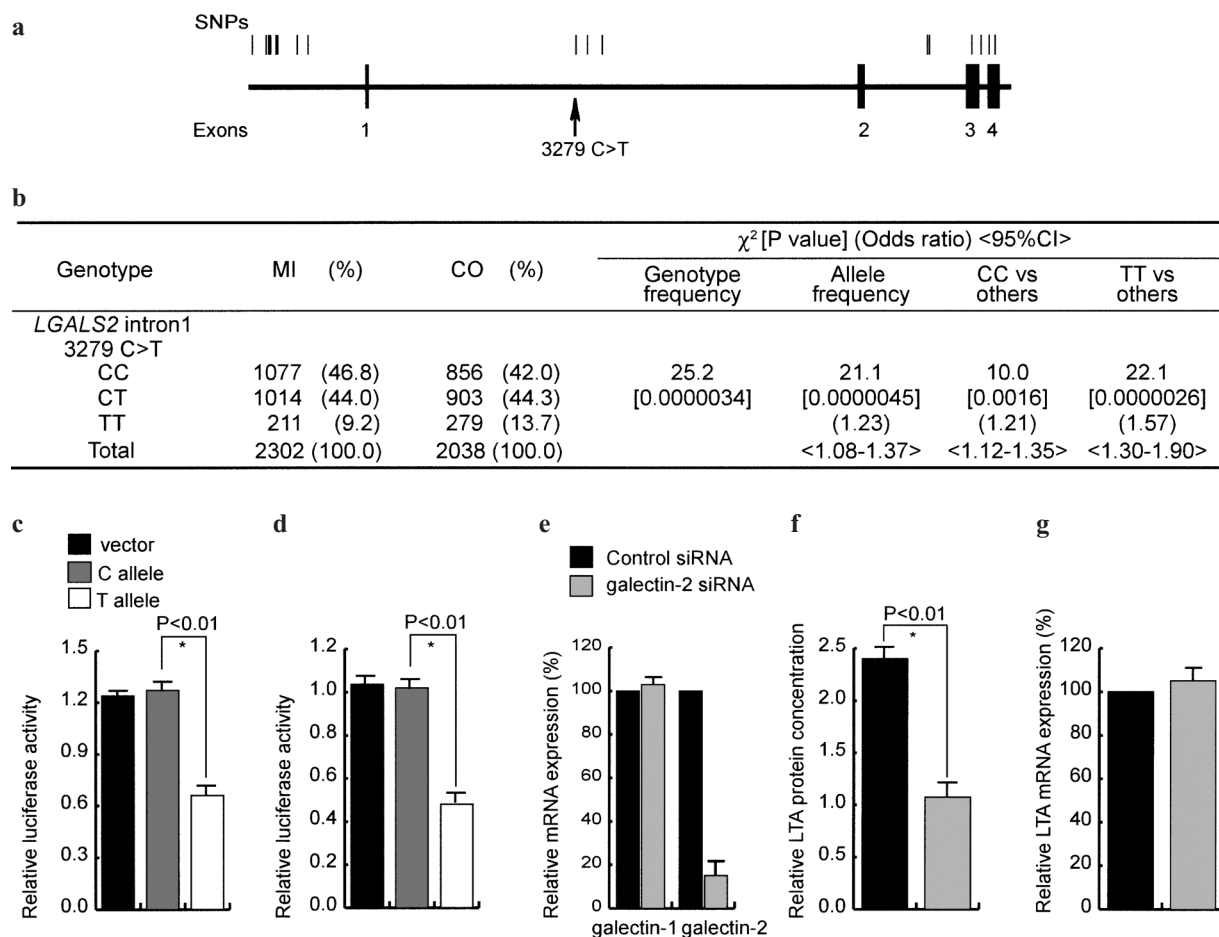 a
SNPs
Exons
1
2
3
4
3279 C>T
b
χ² [P value] (Odds ratio) <95%CI>
Genotype MI (%) CO (%) Genotype frequency Allele frequency CC vs others TT vs others
LGALS2 intron1
3279 C>T
CC 1077 (46.8) 856 (42.0) 25.2 21.1 10.0 22.1
CT 1014 (44.0) 903 (44.3) [0.0000034] [0.0000045] [0.0016] [0.0000026]
TT 211 (9.2) 279 (13.7) (1.23) (1.21) (1.57)
Total 2302 (100.0) 2038 (100.0) <1.08-1.37> <1.12-1.35> <1.30-1.90>
c
vector
C allele
T allele
P<0.01
*
Relative luciferase activity
1.5
1.2
0.9
0.6
0.3
0.0
d
P<0.01
*
Relative luciferase activity
1.2
1.0
0.8
0.6
0.4
0.2
0.0
e
Control siRNA
galectin-2 siRNA
Relative mRNA expression (%)
120
100
80
60
40
20
0
galectin-1 galectin-2
f
P<0.01
*
Relative LTA protein concentration
2.5
2.0
1.5
1.0
0.5
0.0
g
Relative LTA mRNA expression (%)
120
100
80
60
40
20
0